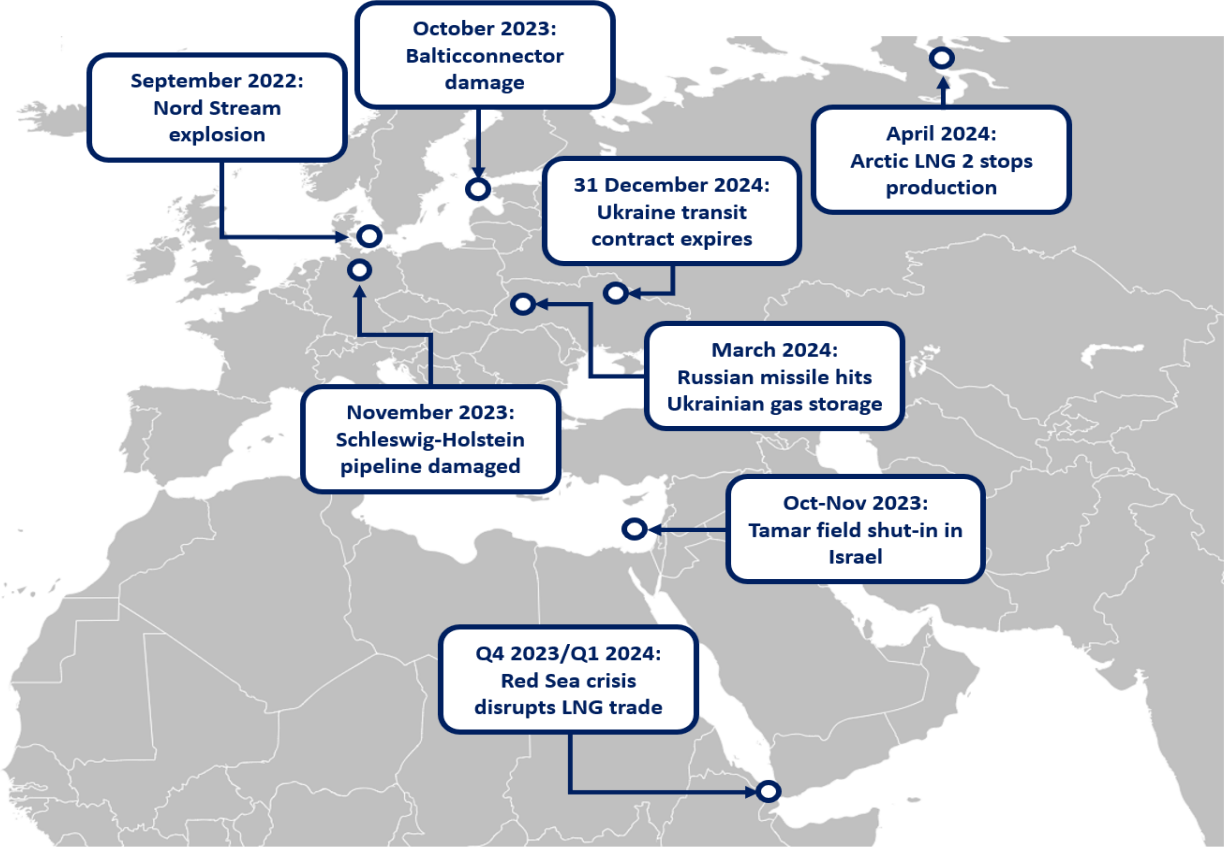 October 2023:
Balticconnector
damage
September 2022:
Nord Stream
explosion
April 2024:
Arctic LNG 2 stops
production
31 December 2024:
Ukraine transit
contract expires
March 2024:
Russian missile hits
Ukrainian gas storage
November 2023:
Schleswig-Holstein
pipeline damaged
Oct-Nov 2023:
Tamar field shut-in in
Israel
Q4 2023/Q1 2024:
Red Sea crisis
disrupts LNG trade